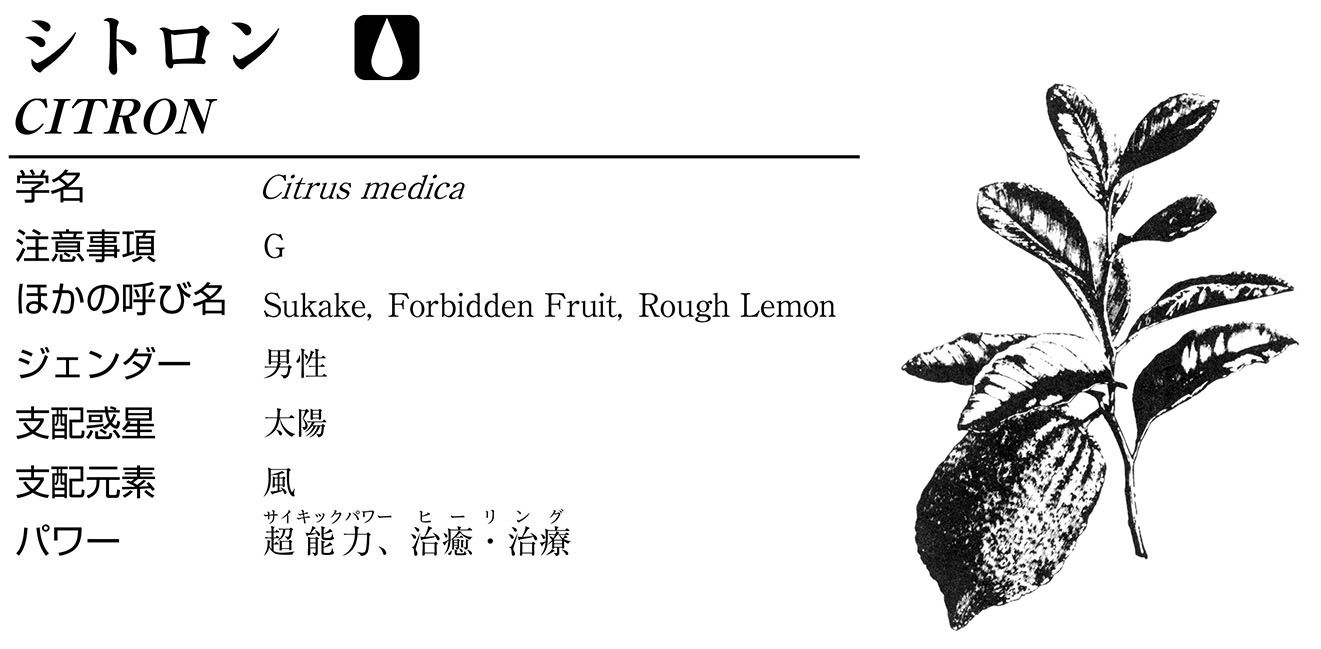 シトロン
CITRON
学名 Citrus medica
注意事項 G
ほかの呼び名 Sukake, Forbidden Fruit, Rough Lemon
ジェンダー 男性
支配惑星 太陽
支配元素 風
サイキックパワー ヒーリング
パワー 超能力、治癒・治療